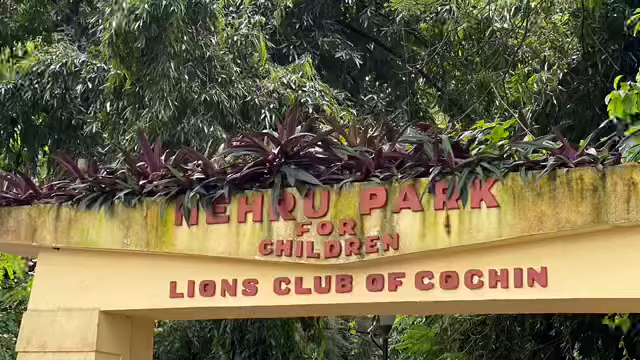 NEHRU PARK
FOR
CHILDREN
LIONS CLUB OF COCHIN